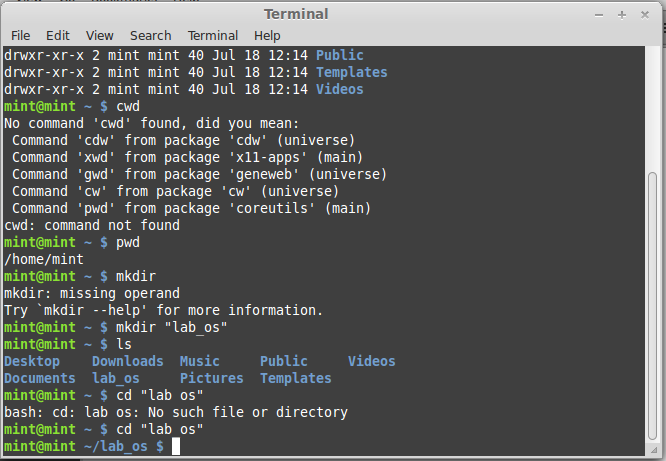 Terminal
File Edit View Search Terminal Help
drwxr-xr-x 2 mint mint 40 Jul 18 12:14 Public
drwxr-xr-x 2 mint mint 40 Jul 18 12:14 Templates
drwxr-xr-x 2 mint mint 40 Jul 18 12:14 Videos
mint@mint ~ $ cwd
No command 'cwd' found, did you mean:
Command 'cdw' from package 'cdw' (universe)
Command 'xwd' from package 'x11-apps' (main)
Command 'gwd' from package 'geneweb' (universe)
Command 'cw' from package 'cw' (universe)
Command 'pwd' from package 'coreutils' (main)
cwd: command not found
mint@mint ~ $ pwd
/home/mint
mint@mint ~ $ mkdir
mkdir: missing operand
Try `mkdir --help' for more information.
mint@mint ~ $ mkdir "lab_os"
mint@mint ~ $ ls
Desktop Downloads Music Public Videos
Documents lab_os Pictures Templates
mint@mint ~ $ cd "lab os"
bash: cd: lab os: No such file or directory
mint@mint ~ $ cd "lab_os"
mint@mint ~/lab_os $